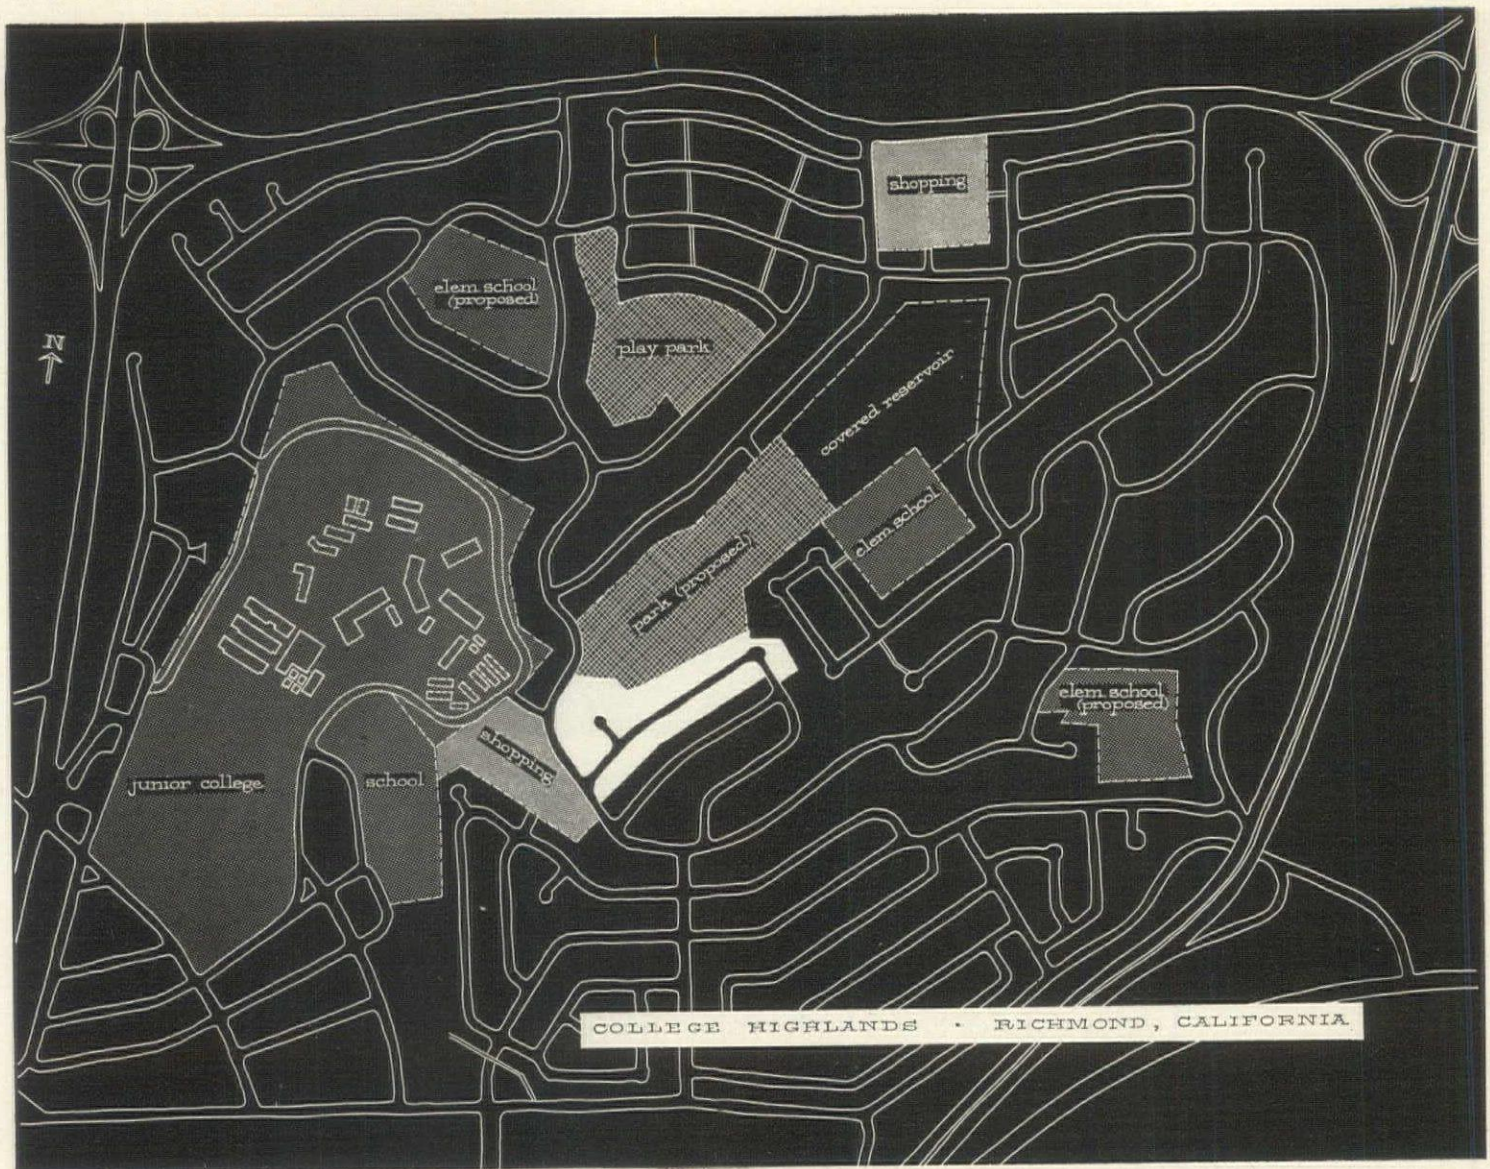 shopping
elem. school
(proposed)
N
play park
covered reservoir
elem. school
park (proposed)
elem. school
(proposed)
shopping
junior college
school
COLLEGE HIGHLANDS · RICHMOND, CALIFORNIA